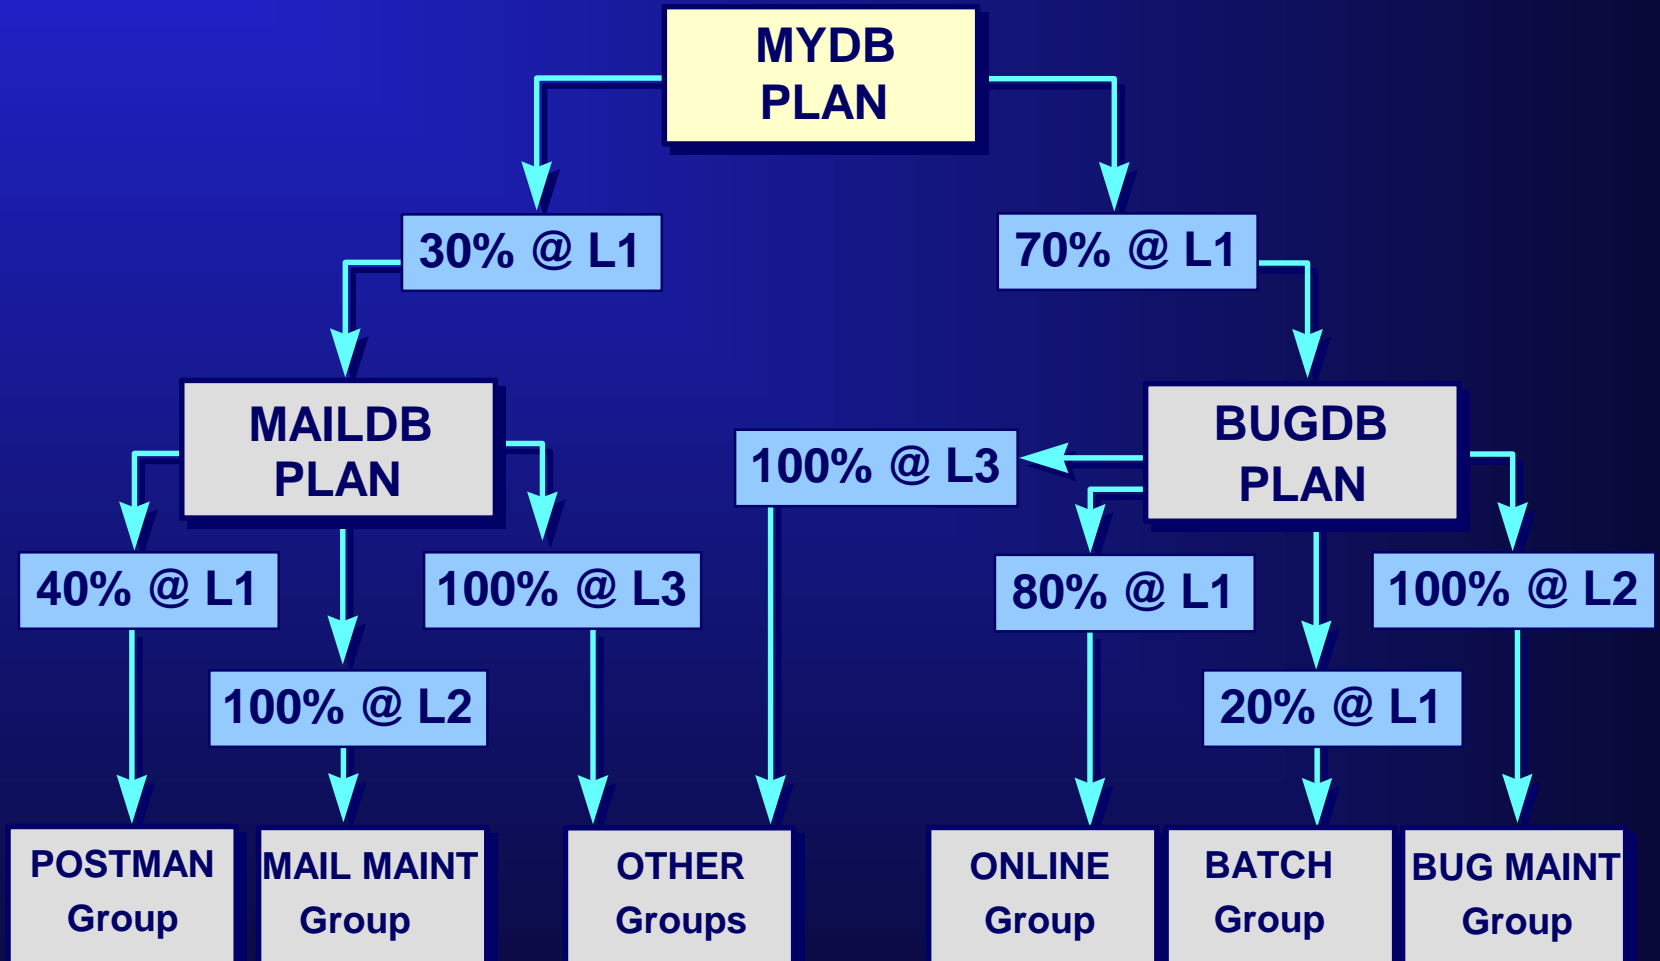 MYDB
PLAN
30% @ L1
70% @ L1
MAILDB
PLAN
BUGDB
PLAN
100% @ L3
40% @ L1
100% @ L3
80% @ L1
100% @ L2
100% @ L2
20% @ L1
POSTMAN
Group
MAIL MAINT
Group
OTHER
Groups
ONLINE
Group
BATCH
Group
BUG MAINT
Group